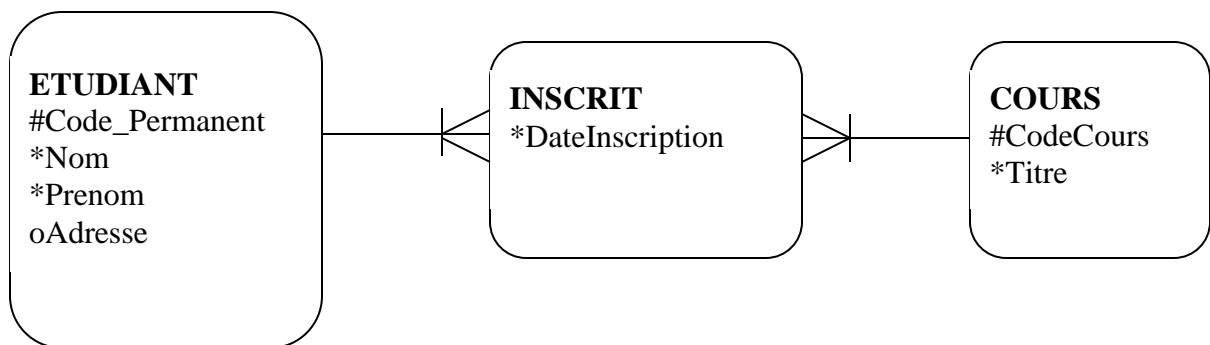 ETUDIANT
#Code_Permanent
*Nom
*Prenom
oAdresse
INSCRIT
*DateInscription
COURS
#CodeCours
*Titre